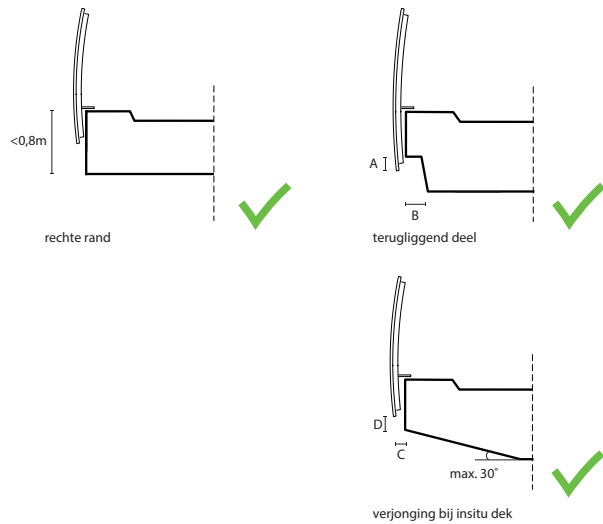 <0,8m
rechte rand
A
B
terugliggend deel
D
C
max. 30˚
verjonging bij insitu dek